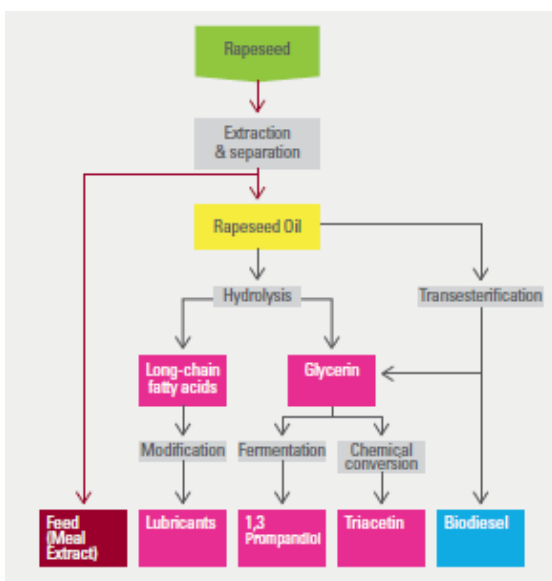 Rapeseed
Extraction
& separation
Rapeseed Oil
Hydrolysis
Transesterification
Long-chain
fatty acids
Glycerin
Modification
Fermentation
Chemical
conversion
Feed
(Meal
Extract)
Lubricants
1,3
Prompandiol
Triacetin
Biodiesel